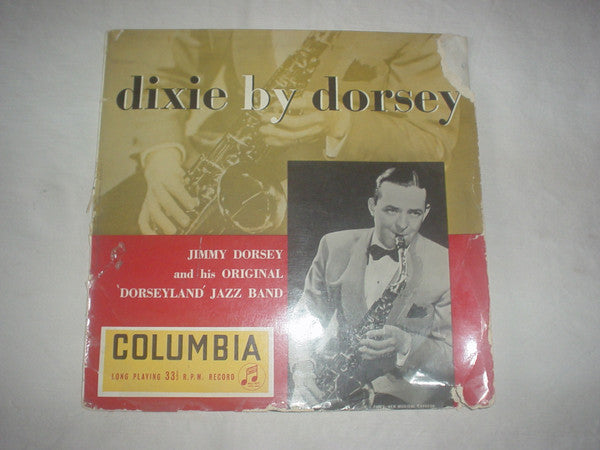 dixie by dorsey
JIMMY DORSEY
and his ORIGINAL
'DORSEYLAND' JAZZ BAND
COLUMBIA
LONG PLAYING 33⅓ R.P.M. RECORD